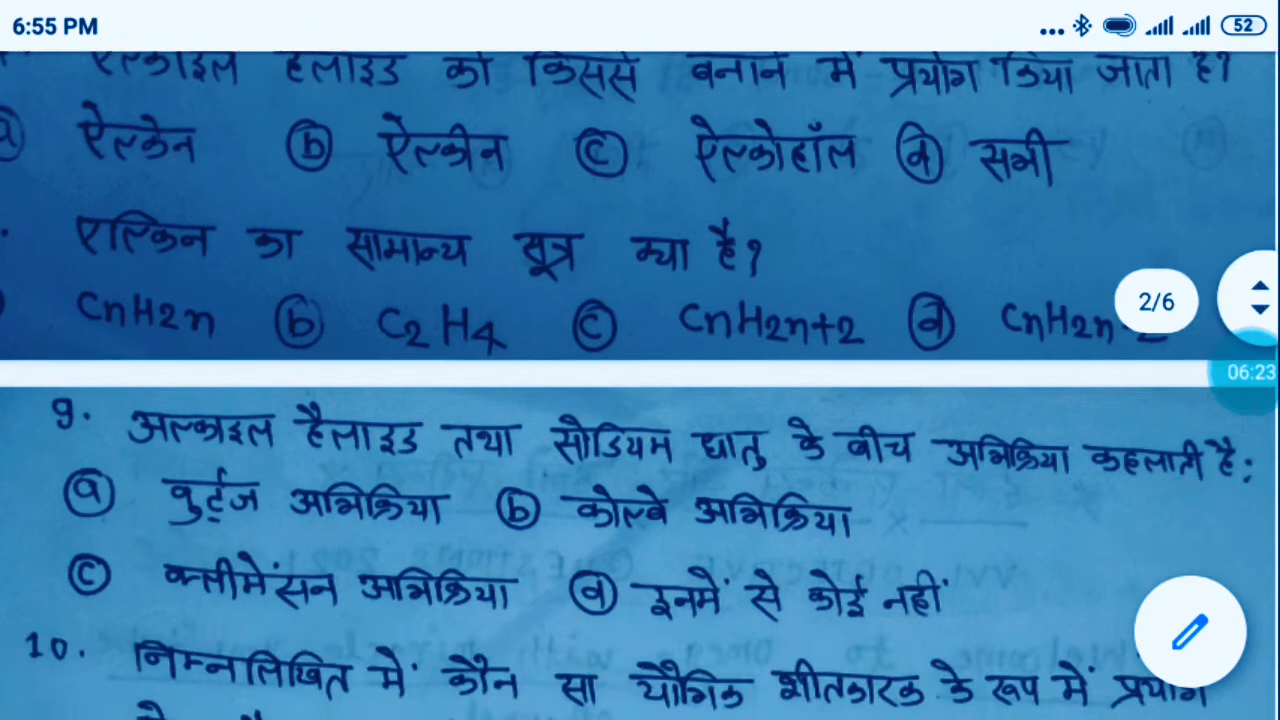 6:55 PM ... 52
एल्काइल हैलाइड को किससे बनाने में प्रयोग किया जाता है?
a ऐल्केन b ऐल्कीन c ऐल्कोहॉल d सभी
एल्किन का सामान्य सूत्र क्या है?
CnH2n b C2H4 c CnH2n+2 d CnH2n-2
2/6
06:23
9. अल्काइल हैलाइड तथा सोडियम धातु के बीच अभिक्रिया कहलाती है:
a वुर्ट्ज अभिक्रिया b कोल्वे अभिक्रिया
c क्लीमेंसन अभिक्रिया d इनमें से कोई नहीं
10. निम्नलिखित में कौन सा यौगिक शीतकारक के रूप में प्रयोग